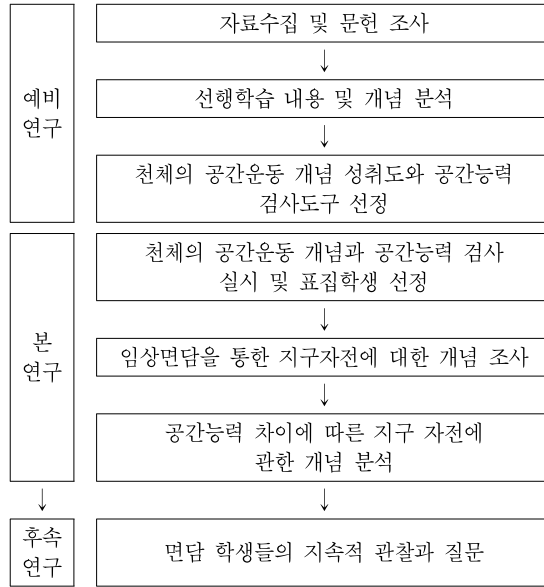 예비
연구
자료수집 및 문헌 조사
↓
선행학습 내용 및 개념 분석
↓
천체의 공간운동 개념 성취도와 공간능력
검사도구 선정
본
연구
천체의 공간운동 개념과 공간능력 검사
실시 및 표집학생 선정
↓
임상면담을 통한 지구자전에 대한 개념 조사
↓
공간능력 차이에 따른 지구 자전에
관한 개념 분석
↓
↓
후속
연구
면담 학생들의 지속적 관찰과 질문